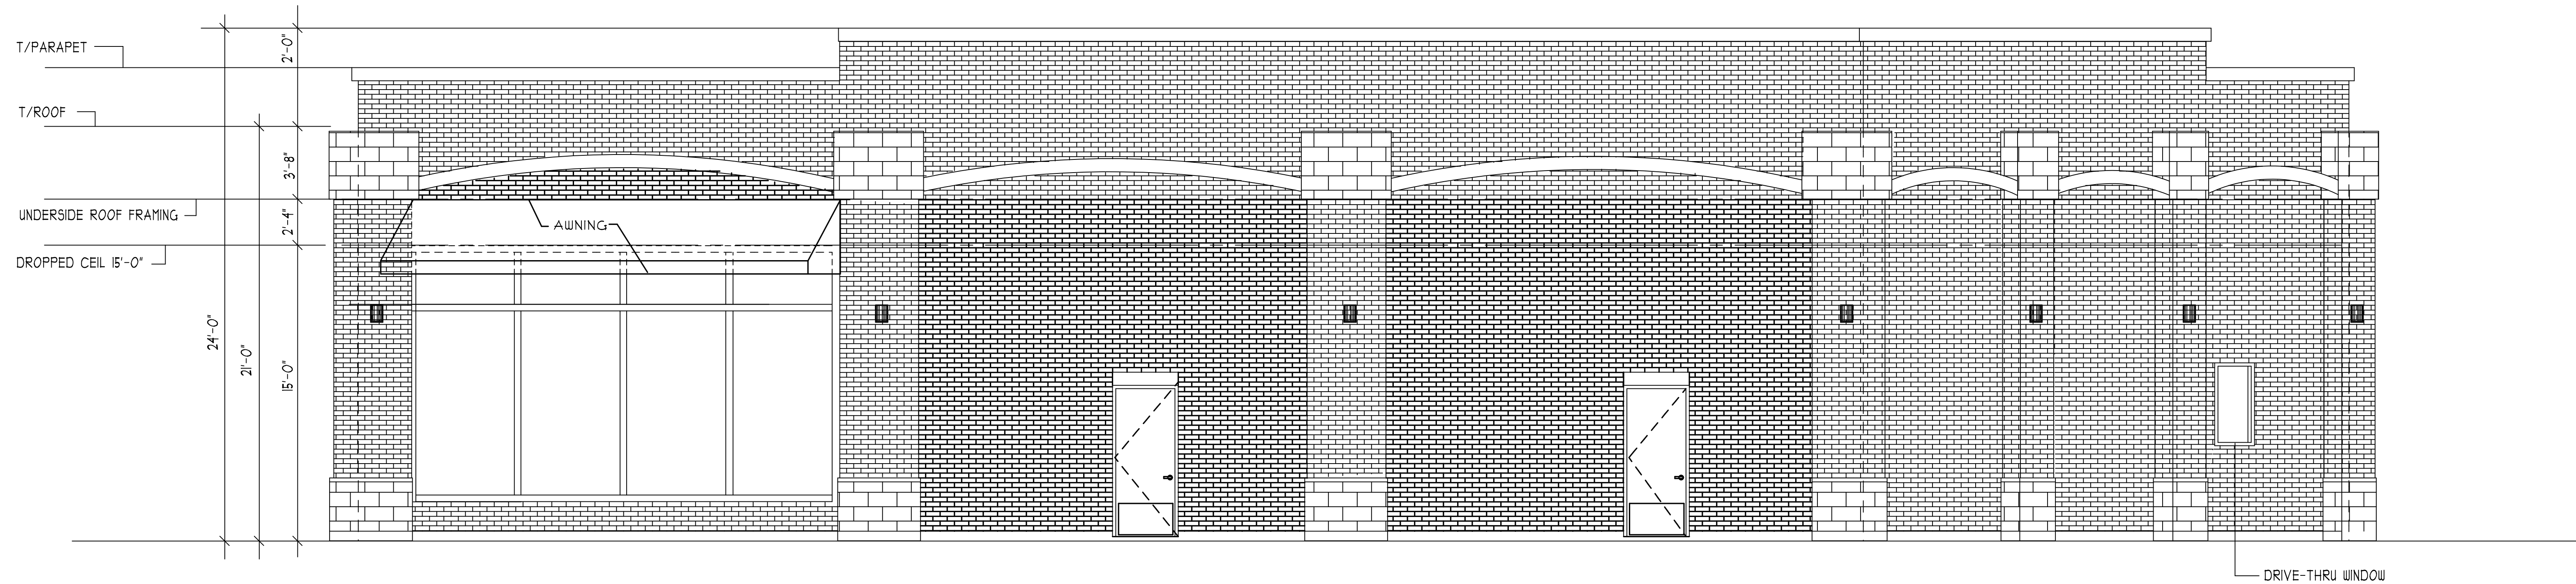 T/PARAPET
2'-0"
T/ROOF
3'-8"
UNDERSIDE ROOF FRAMING
2'-4"
AWNING
DROPPED CEIL 15'-0"
24'-0"
21'-0"
15'-0"
DRIVE-THRU WINDOW